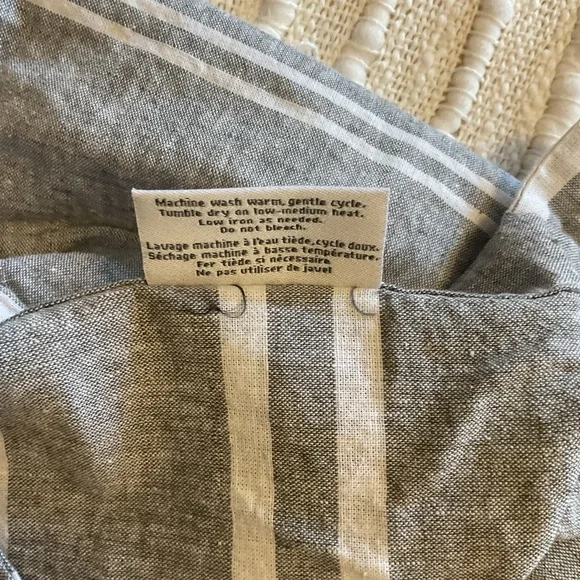 Machine wash warm, gentle cycle.
Tumble dry on low-medium heat.
Low iron as needed.
Do not bleach.
Lavage machine à l'eau tiède, cycle doux.
Séchage machine à basse température.
Fer tiède si nécessaire
Ne pas utiliser de javel